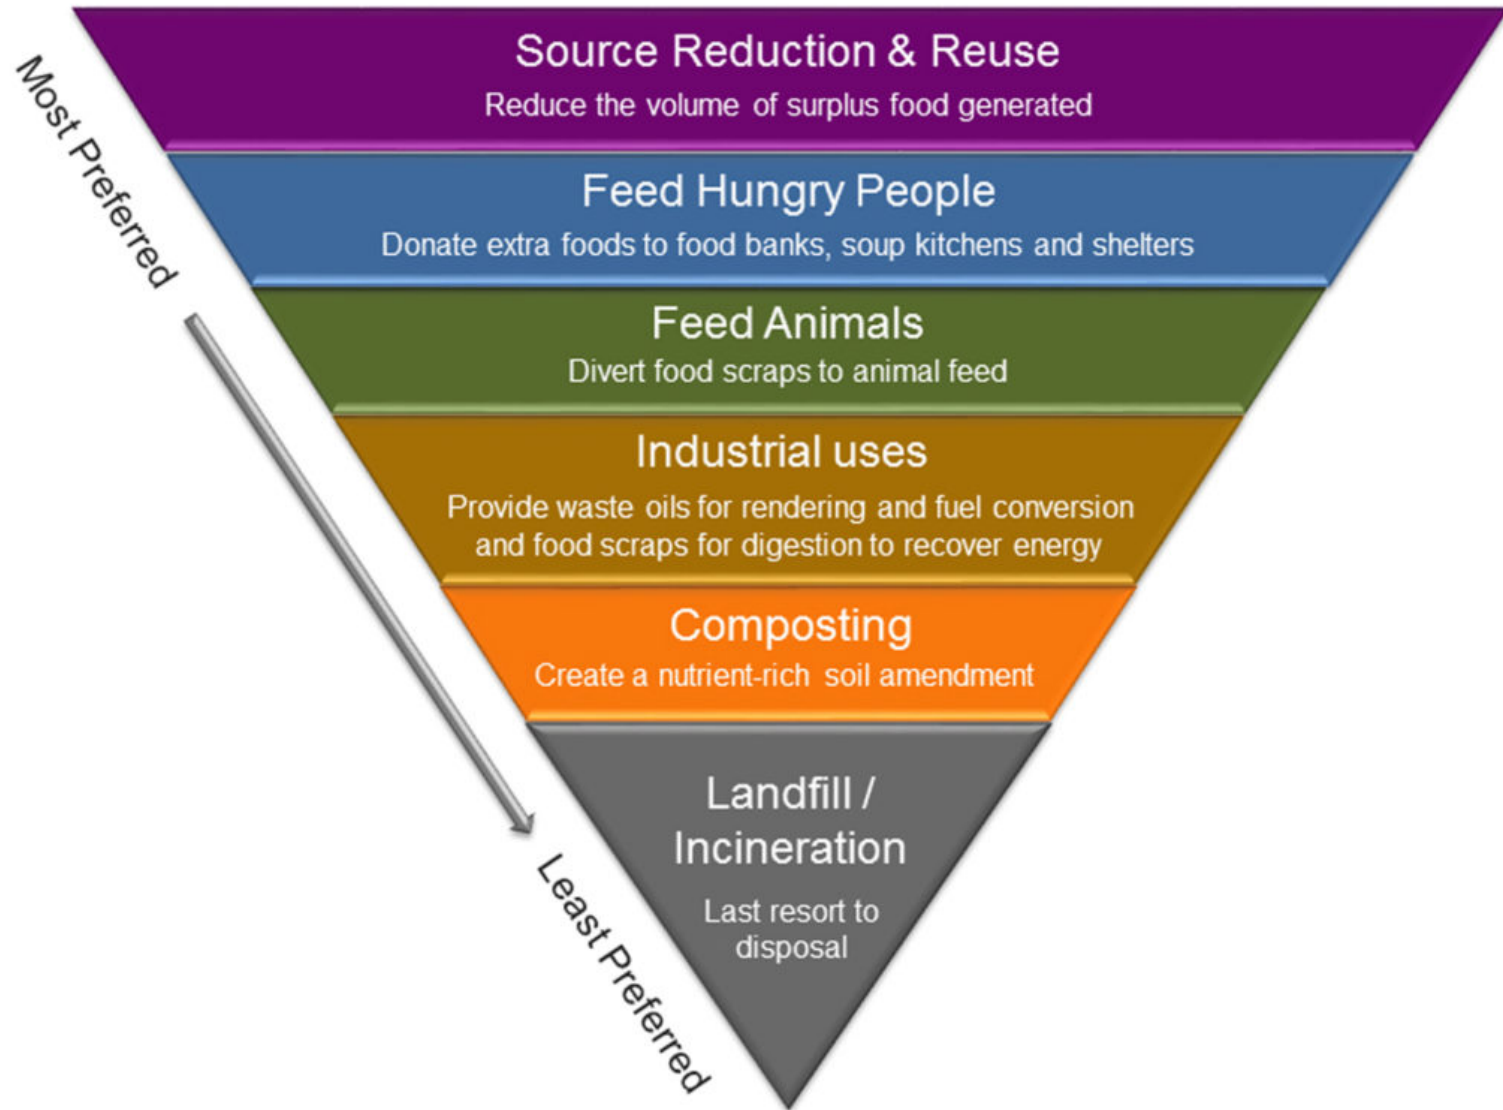 Source Reduction & Reuse
Reduce the volume of surplus food generated
Most Preferred
Feed Hungry People
Donate extra foods to food banks, soup kitchens and shelters
Feed Animals
Divert food scraps to animal feed
Industrial uses
Provide waste oils for rendering and fuel conversion
and food scraps for digestion to recover energy
Composting
Create a nutrient-rich soil amendment
Landfill /
Incineration
Last resort to
disposal
Least Preferred